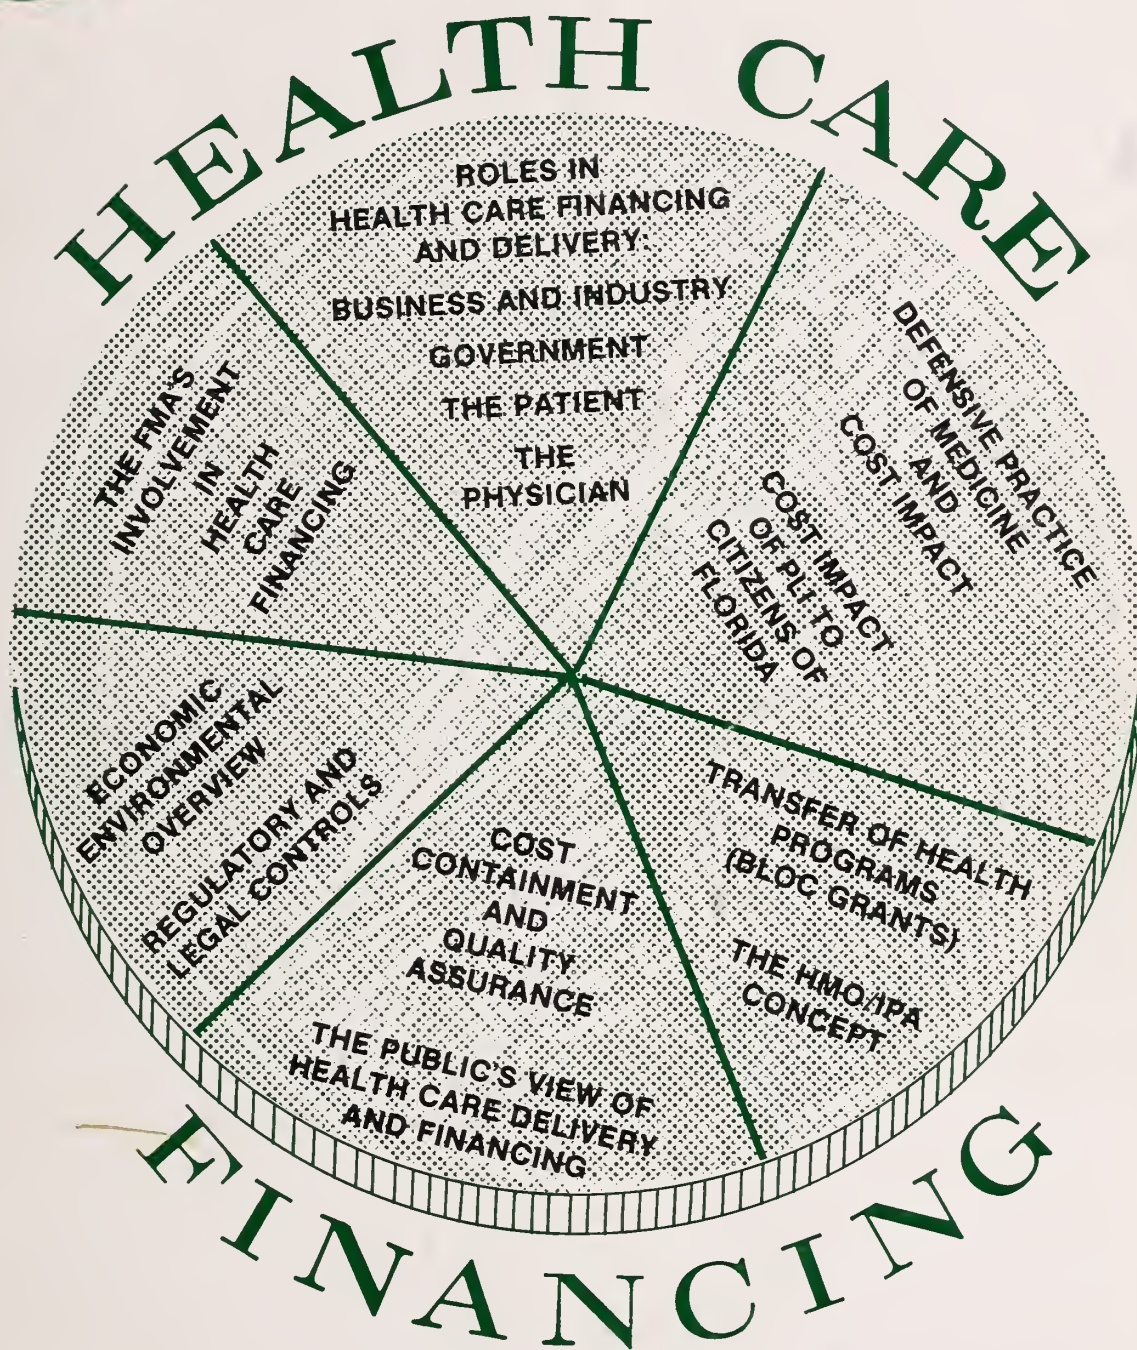 HEALTH CARE
ROLES IN
HEALTH CARE FINANCING
AND DELIVERY:
BUSINESS AND INDUSTRY
GOVERNMENT
THE PATIENT
THE
PHYSICIAN
DEFENSIVE PRACTICE
OF MEDICINE
AND
COST IMPACT
COST IMPACT
OF PLI TO
CITIZENS OF
FLORIDA
TRANSFER OF HEALTH
PROGRAMS
(BLOC GRANTS)
THE HMO/IPA
CONCEPT
COST
CONTAINMENT
AND
QUALITY
ASSURANCE
THE PUBLIC'S VIEW OF
HEALTH CARE DELIVERY
AND FINANCING
ECONOMIC
ENVIRONMENTAL
OVERVIEW
REGULATORY AND
LEGAL CONTROLS
THE FMA'S
INVOLVEMENT
IN
HEALTH
CARE
FINANCING
FINANCING